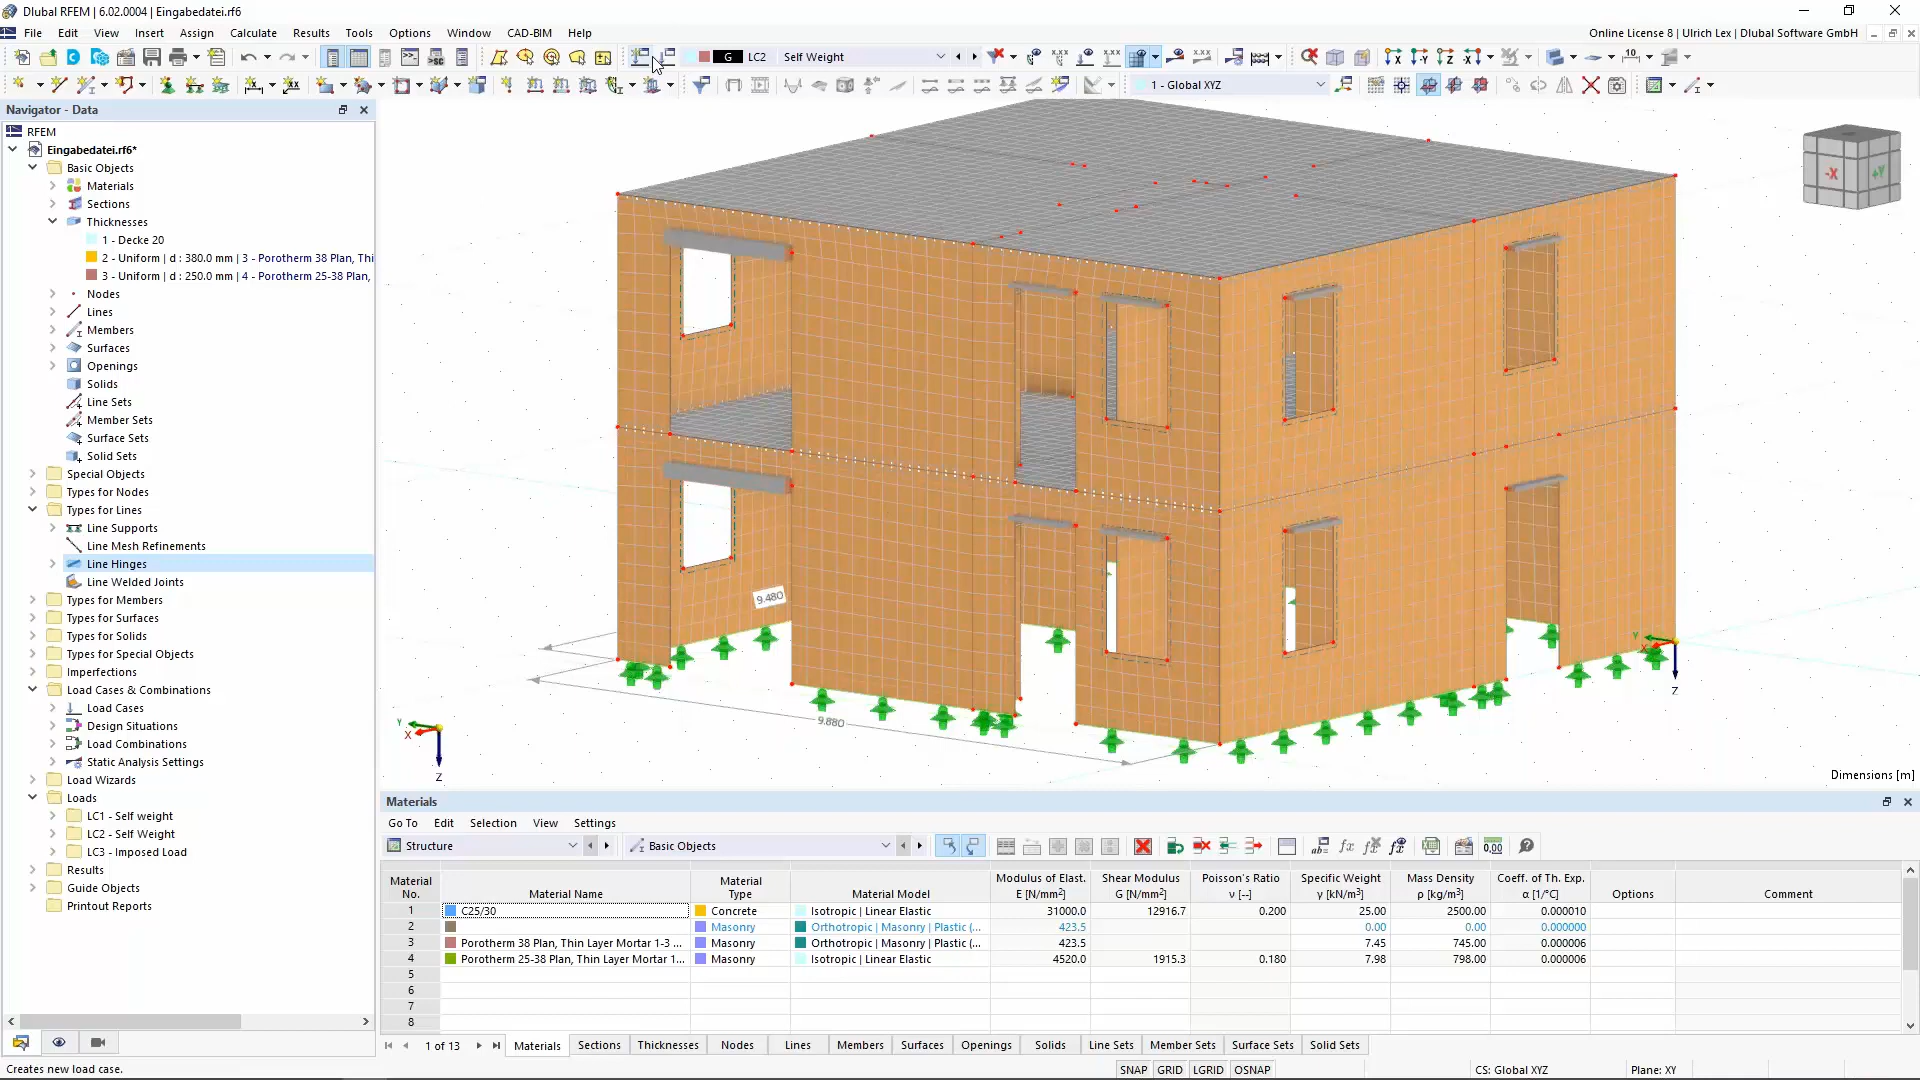 Dlubal RFEM | 6.02.0004 | Eingabedatei.rf6*
File Edit View Insert Assign Calculate Results Tools Options Window CAD-BIM Help
Online License 8 | Ulrich Lex | Dlubal Software GmbH
G LC2 Self Weight
1 - Global XYZ
Navigator - Data
RFEM
Eingabedatei.rf6*
Basic Objects
Materials
Sections
Thicknesses
1 - Decke 20
2 - Uniform | d : 380.0 mm | 3 - Porotherm 38 Plan, Thi
3 - Uniform | d : 250.0 mm | 4 - Porotherm 25-38 Plan,
Nodes
Lines
Members
Surfaces
Openings
Solids
Line Sets
Member Sets
Surface Sets
Solid Sets
Special Objects
Types for Nodes
Types for Lines
Line Supports
Line Mesh Refinements
Line Hinges
Line Welded Joints
Types for Members
Types for Surfaces
Types for Solids
Types for Special Objects
Imperfections
Load Cases & Combinations
Load Cases
Design Situations
Load Combinations
Static Analysis Settings
Load Wizards
Loads
LC1 - Self weight
LC2 - Self Weight
LC3 - Imposed Load
Results
Guide Objects
Printout Reports
-X +Y
9.480
9.880
Y X Z
Y X Z
Dimensions [m]
Materials
Go To Edit Selection View Settings
Structure Basic Objects
Material No. Material Name Material Type Material Model Modulus of Elast. E [N/mm²] Shear Modulus G [N/mm²] Poisson's Ratio ν [--] Specific Weight γ [kN/m³] Mass Density ρ [kg/m³] Coeff. of Th. Exp. α [1/°C] Options Comment
1 C25/30 Concrete Isotropic | Linear Elastic 31000.0 12916.7 0.200 25.00 2500.00 0.000010
2 Masonry Orthotropic | Masonry | Plastic (... 423.5 0.00 0.00 0.000000
3 Porotherm 38 Plan, Thin Layer Mortar 1-3 ... Masonry Orthotropic | Masonry | Plastic (... 423.5 7.45 745.00 0.000006
4 Porotherm 25-38 Plan, Thin Layer Mortar 1... Masonry Isotropic | Linear Elastic 4520.0 1915.3 0.180 7.98 798.00 0.000006
5
6
7
8
1 of 13 Materials Sections Thicknesses Nodes Lines Members Surfaces Openings Solids Line Sets Member Sets Surface Sets Solid Sets
Creates new load case. SNAP GRID LGRID OSNAP CS: Global XYZ Plane: XY